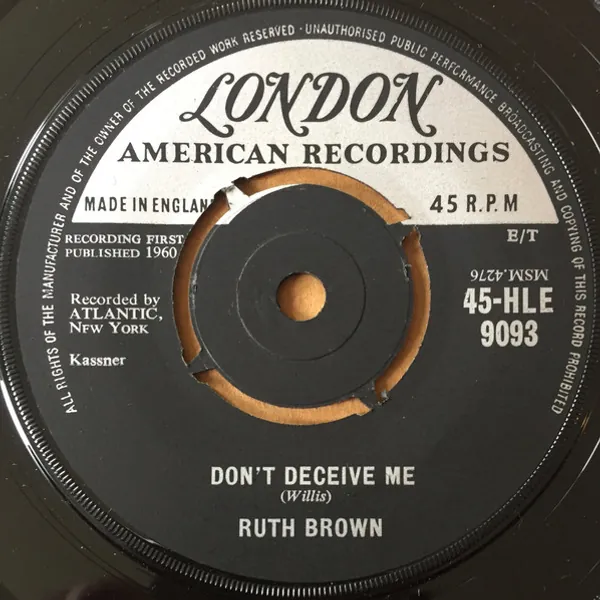 ALL RIGHTS OF THE MANUFACTURER AND OF THE OWNER OF THE RECORDED WORK RESERVED - UNAUTHORISED PUBLIC PERFORMANCE BROADCASTING AND COPYING OF THIS RECORD PROHIBITED
LONDON
AMERICAN RECORDINGS
MADE IN ENGLAN
45 R.P.M
RECORDING FIRST
PUBLISHED 1960
E/T
MSM.4276
Recorded by
ATLANTIC,
NEW YORK
45-HLE
9093
Kassner
DON'T DECEIVE ME
(Willis)
RUTH BROWN